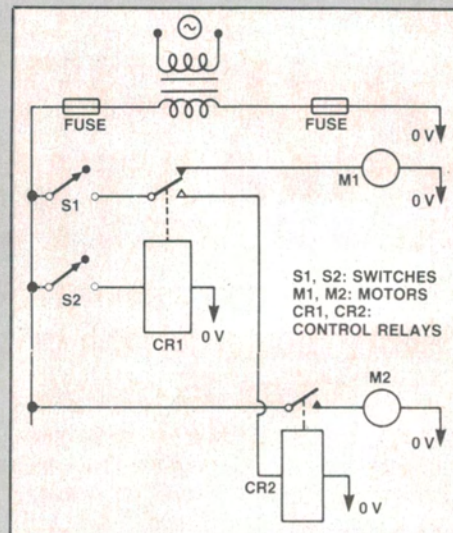 FUSE
FUSE
0 V
S1
M1
0 V
S2
S1, S2: SWITCHES
M1, M2: MOTORS
CR1, CR2:
CONTROL RELAYS
CR1
0 V
M2
0 V
CR2
0 V